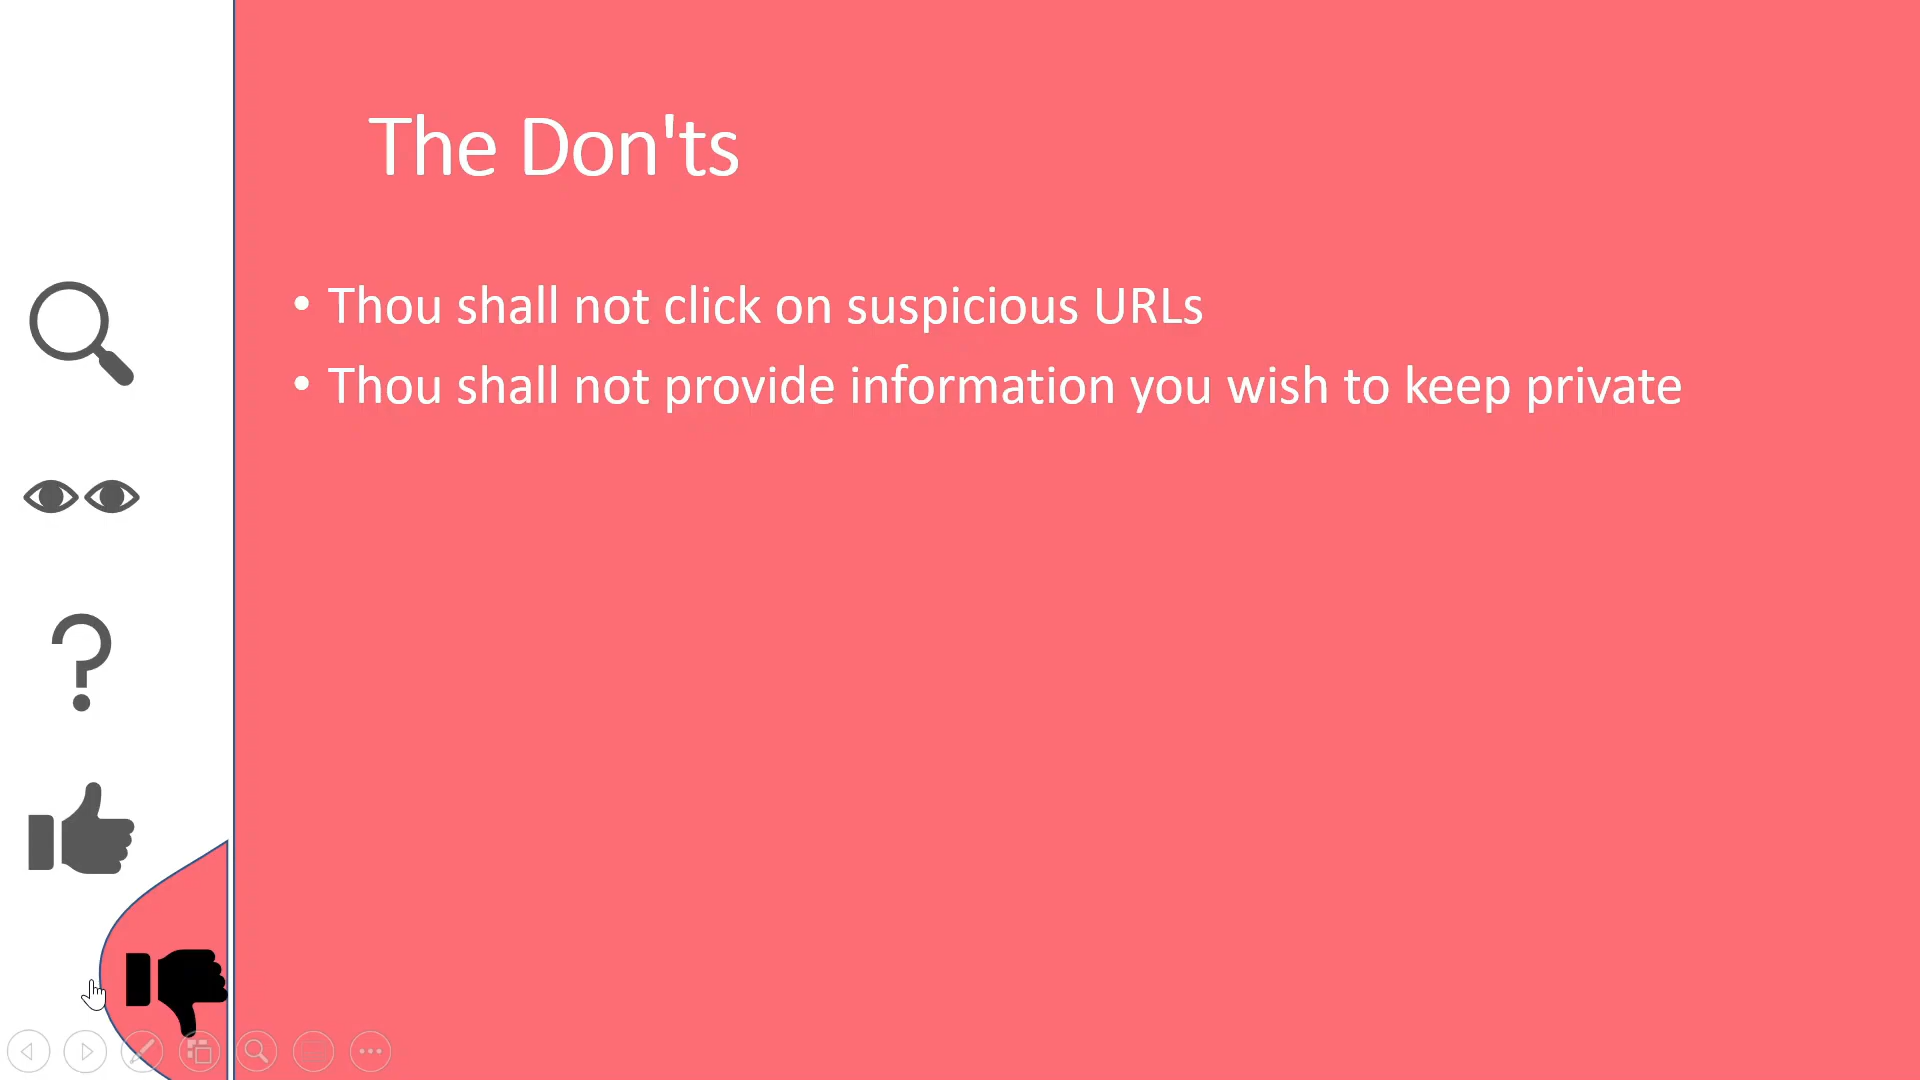 The Don'ts
• Thou shall not click on suspicious URLs
• Thou shall not provide information you wish to keep private